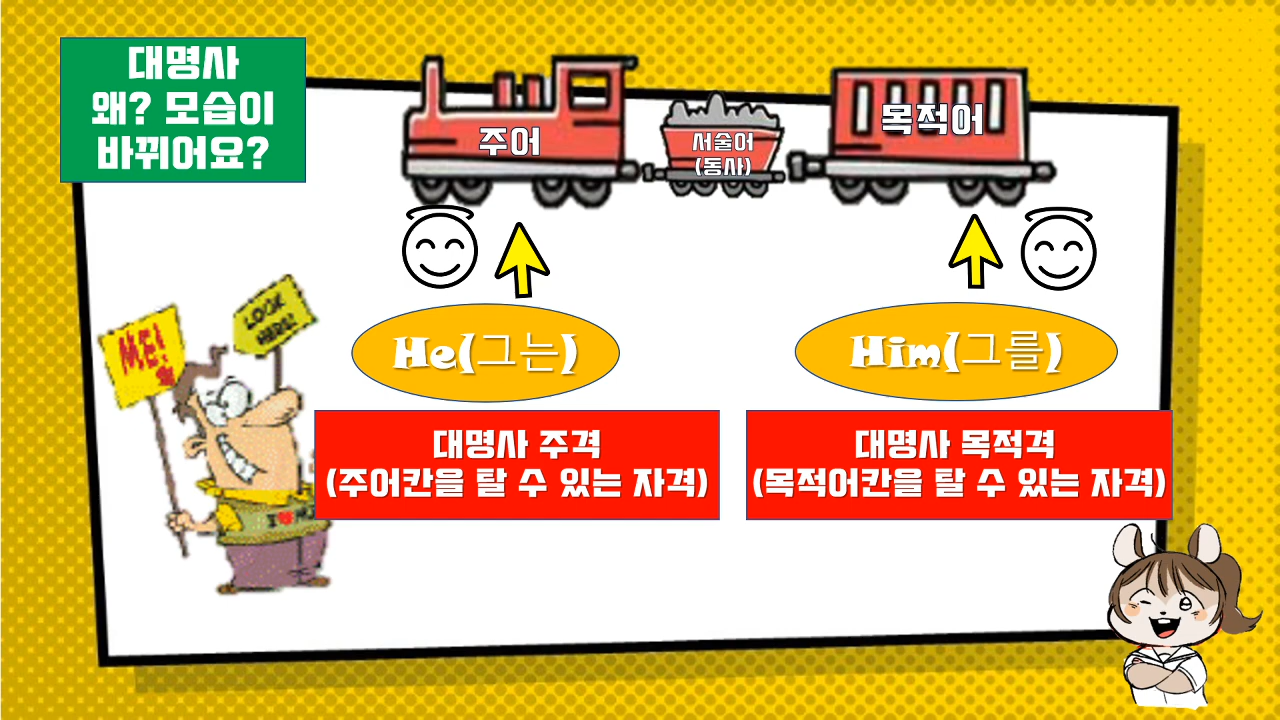 대명사
왜? 모습이
바뀌어요?
주어
서술어
(동사)
목적어
He(그는)
Him(그를)
대명사 주격
(주어칸을 탈 수 있는 자격)
대명사 목적격
(목적어칸을 탈 수 있는 자격)
ME!
LOOK
HERE!
I